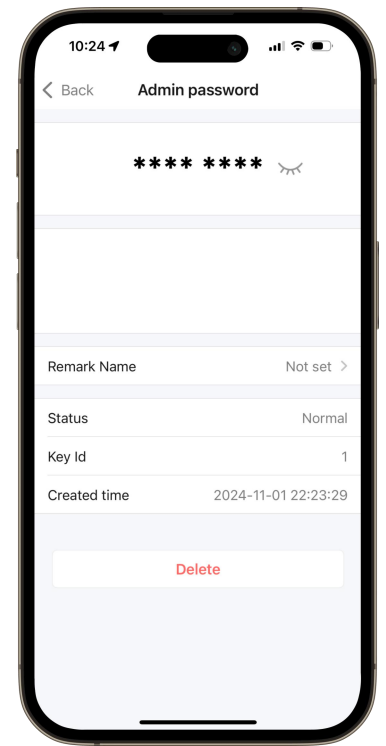 10:24
Back Admin password
**** ****
Remark Name Not set
Status Normal
Key Id 1
Created time 2024-11-01 22:23:29
Delete